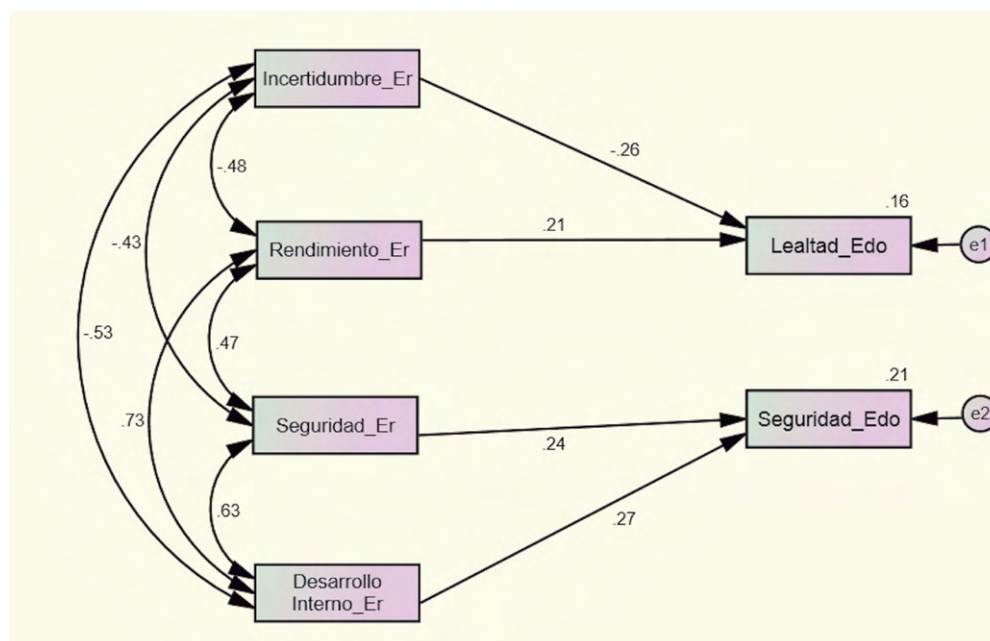 Incertidumbre_Er
-.26
-.48
.16
Rendimiento_Er
.21
Lealtad_Edo
e1
-.43
-.53
.47
.21
.73
Seguridad_Er
Seguridad_Edo
e2
.24
.63
.27
Desarrollo
Interno_Er